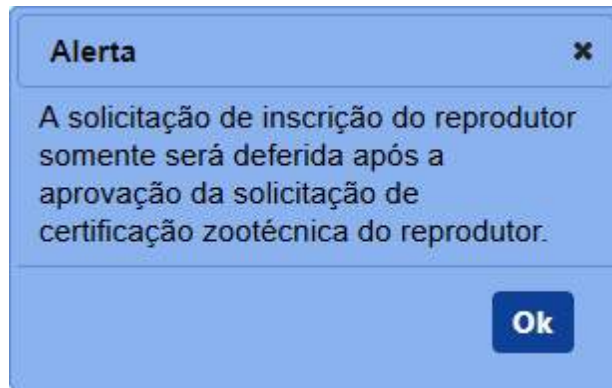 Alerta ×
A solicitação de inscrição do reprodutor
somente será deferida após a
aprovação da solicitação de
certificação zootécnica do reprodutor.
Ok